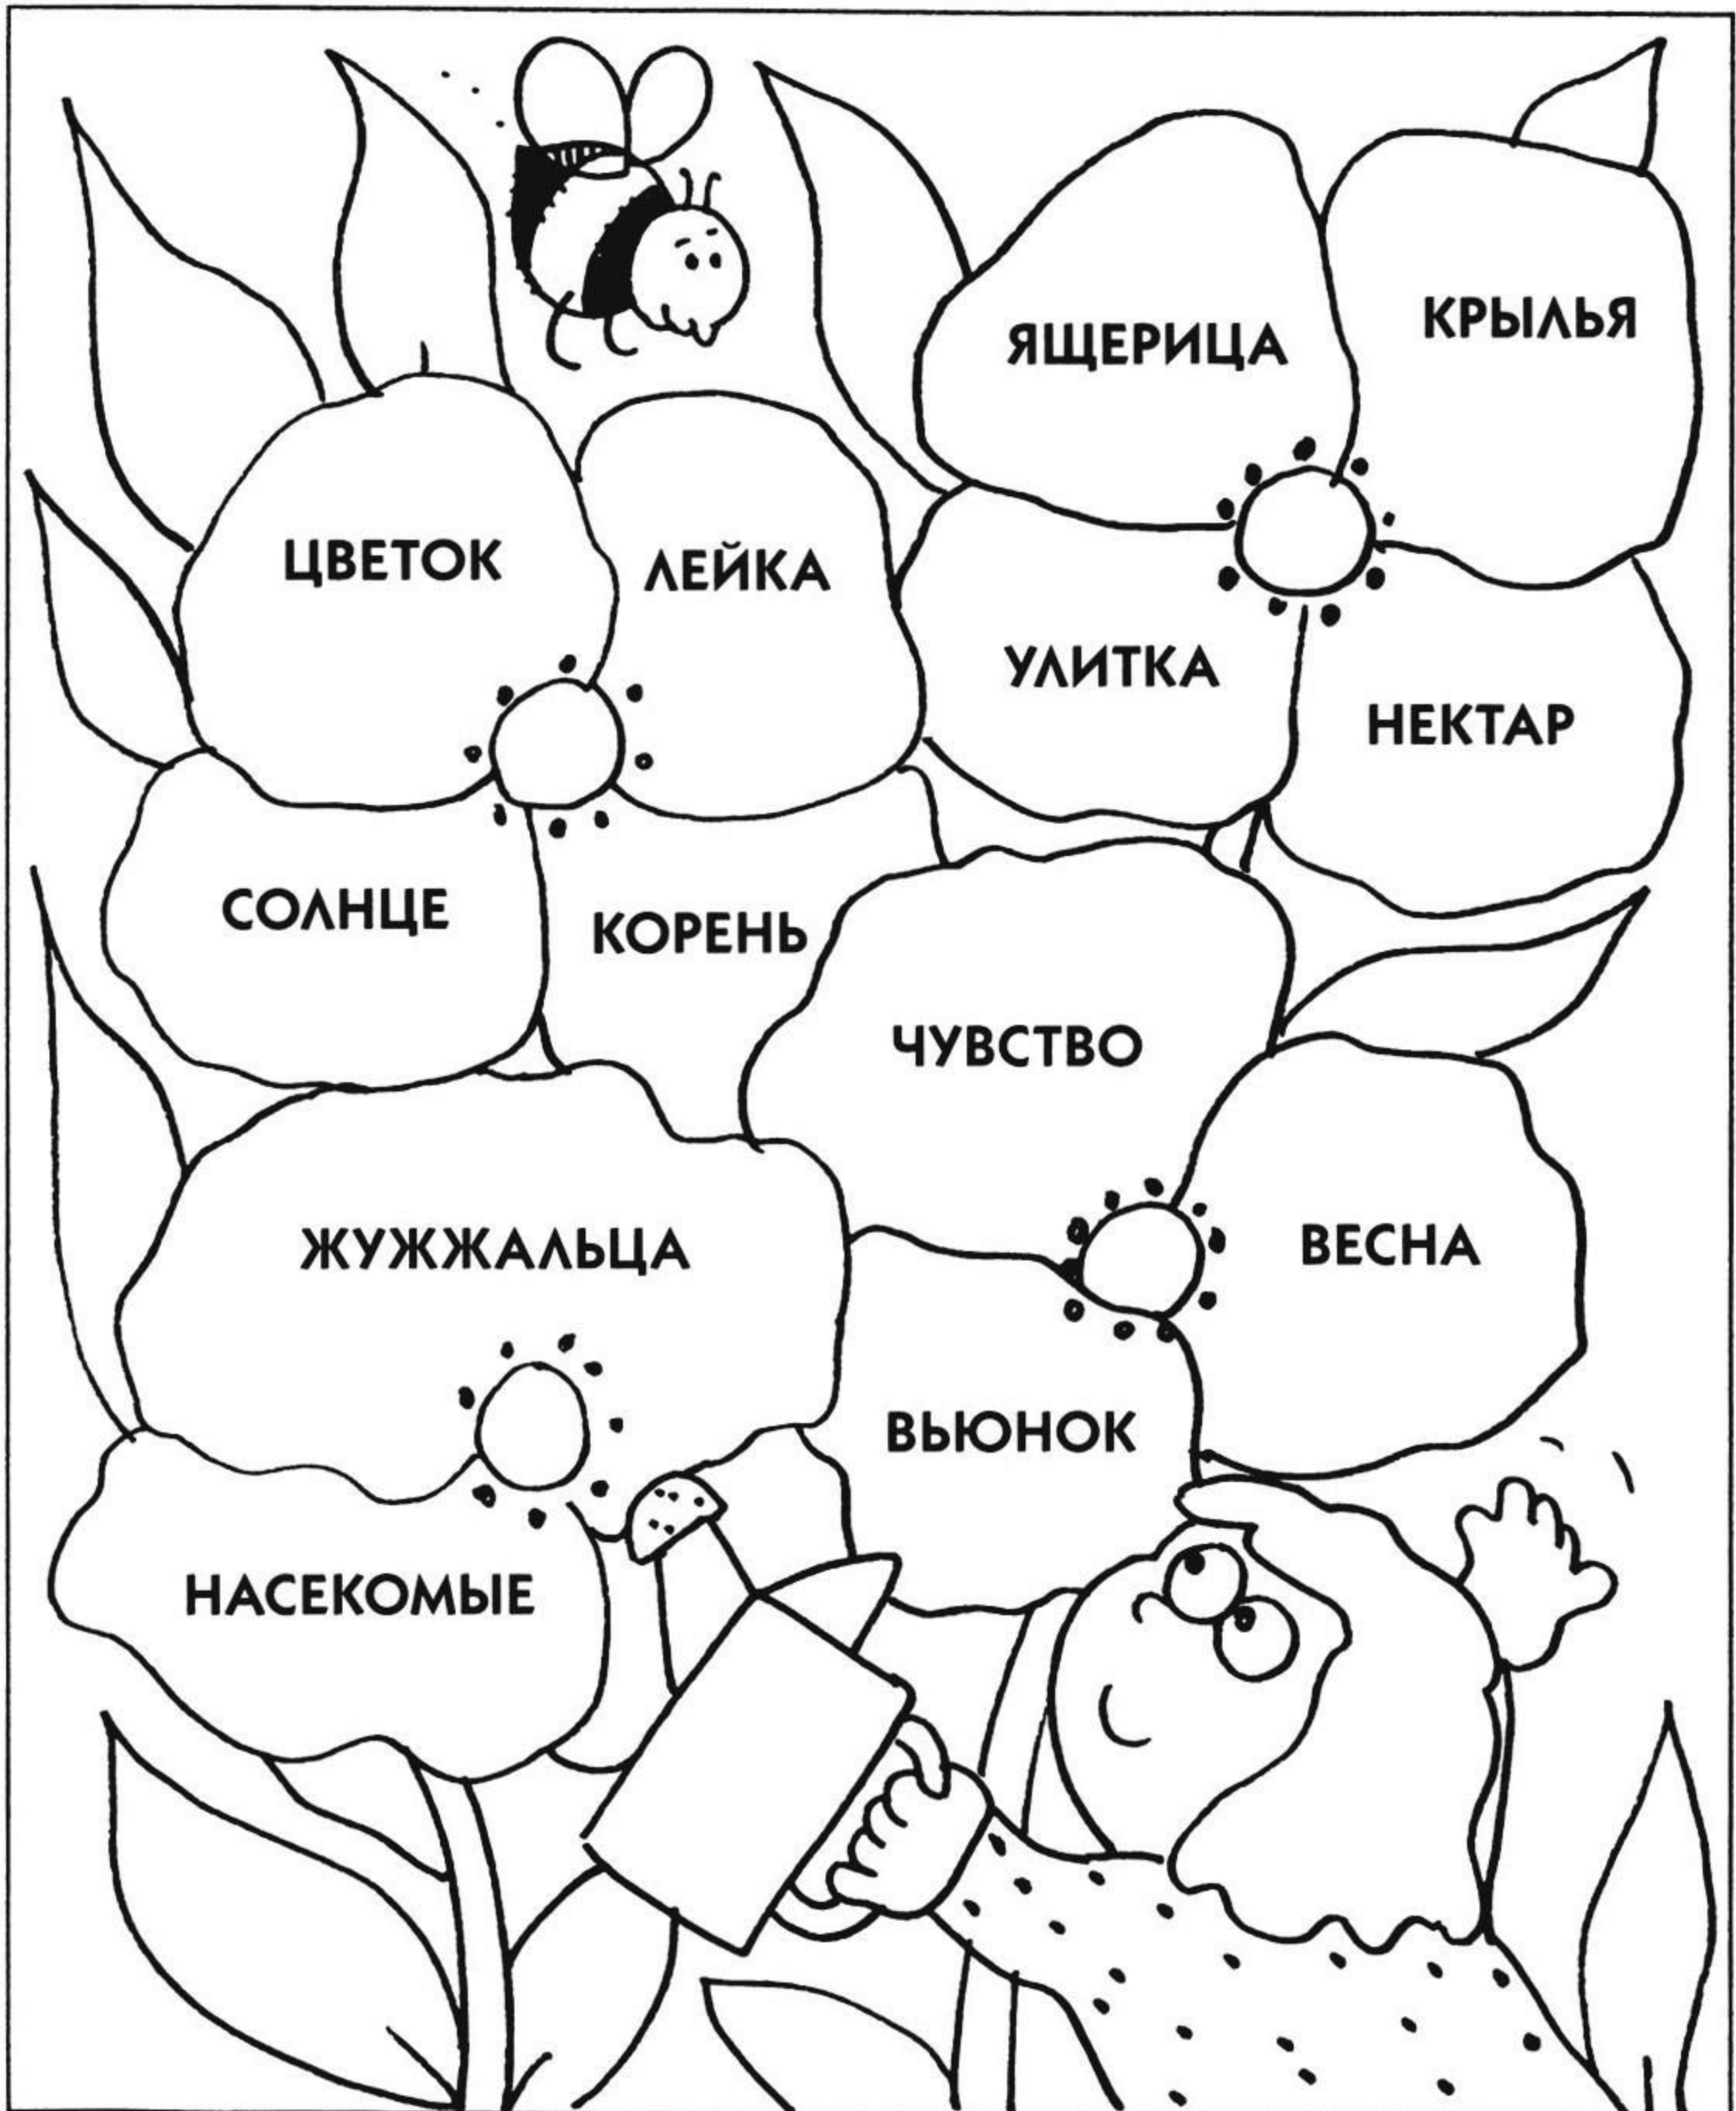 КРЫЛЬЯ
ЯЩЕРИЦА
ЦВЕТОК
ЛЕЙКА
УЛИТКА
НЕКТАР
СОЛНЦЕ
КОРЕНЬ
ЧУВСТВО
ЖУЖЖАЛЬЦА
ВЕСНА
ВЬЮНОК
НАСЕКОМЫЕ